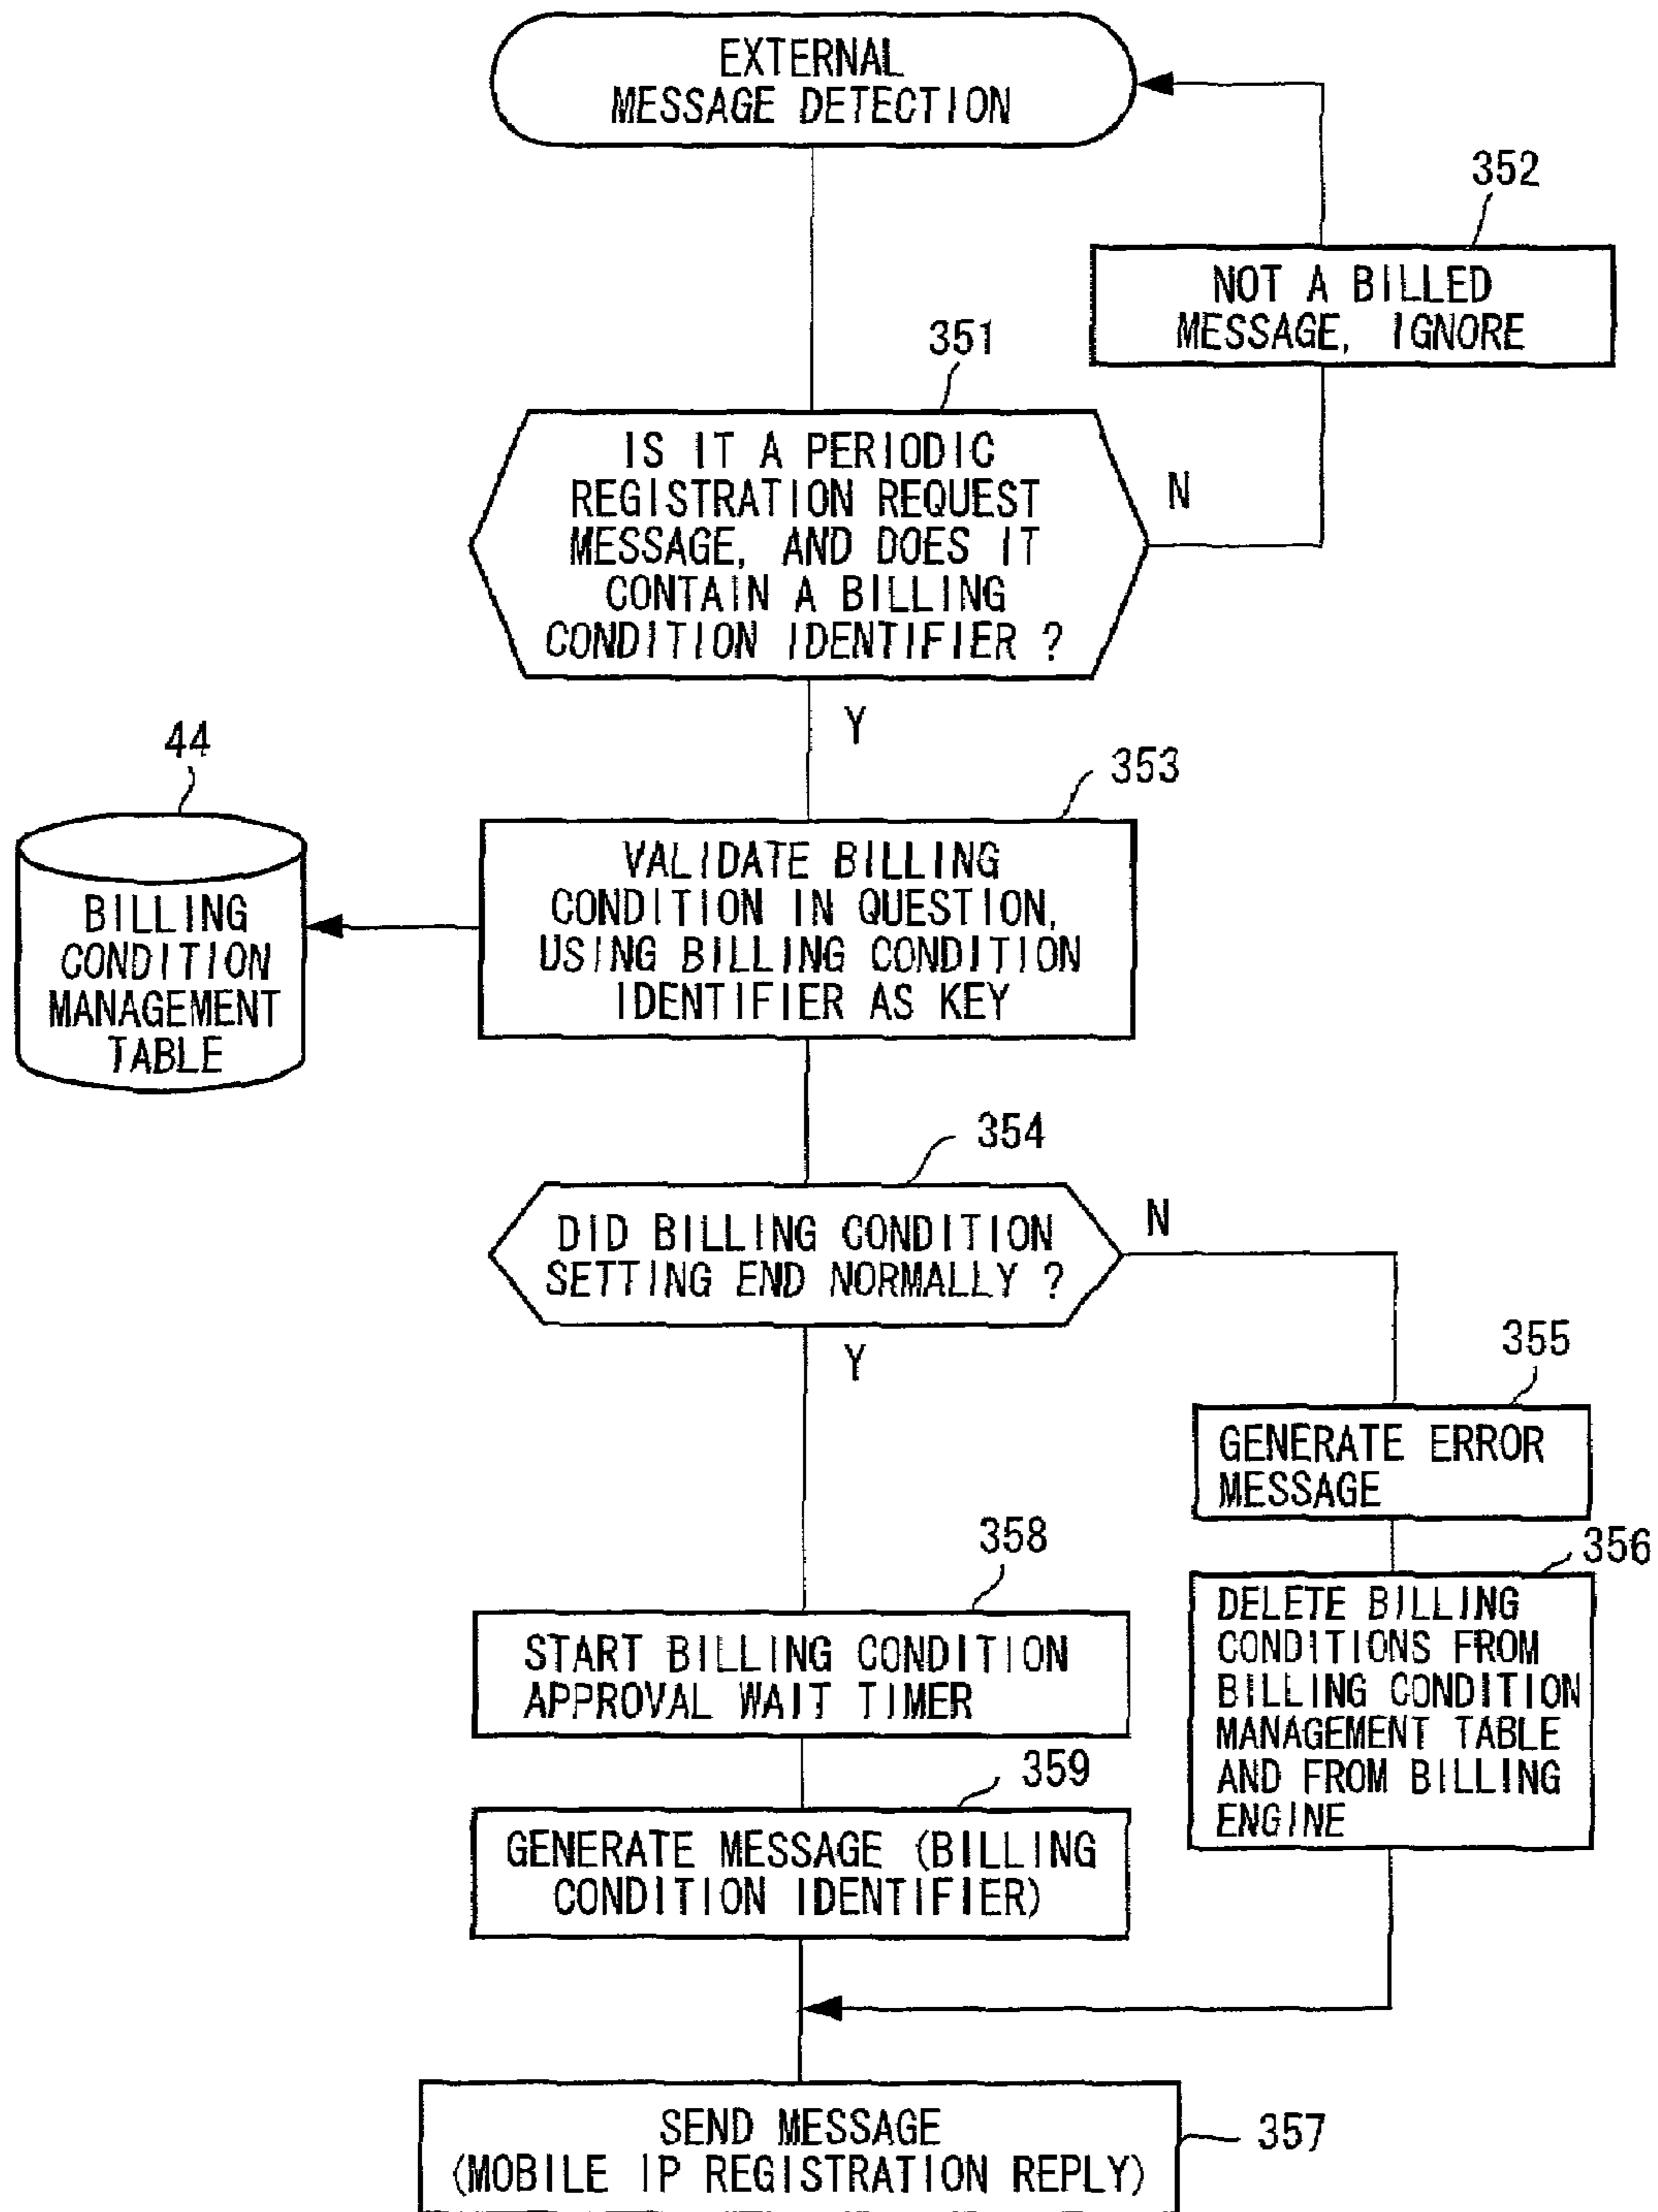 EXTERNAL
MESSAGE DETECTION
352
NOT A BILLED
MESSAGE, IGNORE
351
IS IT A PERIODIC
REGISTRATION REQUEST
MESSAGE, AND DOES IT
CONTAIN A BILLING
CONDITION IDENTIFIER ?
N
Y
44
BILLING
CONDITION
MANAGEMENT
TABLE
353
VALIDATE BILLING
CONDITION IN QUESTION,
USING BILLING CONDITION
IDENTIFIER AS KEY
354
DID BILLING CONDITION
SETTING END NORMALLY ?
N
Y
355
GENERATE ERROR
MESSAGE
356
DELETE BILLING
CONDITIONS FROM
BILLING CONDITION
MANAGEMENT TABLE
AND FROM BILLING
ENGINE
358
START BILLING CONDITION
APPROVAL WAIT TIMER
359
GENERATE MESSAGE (BILLING
CONDITION IDENTIFIER)
SEND MESSAGE
(MOBILE IP REGISTRATION REPLY)
357